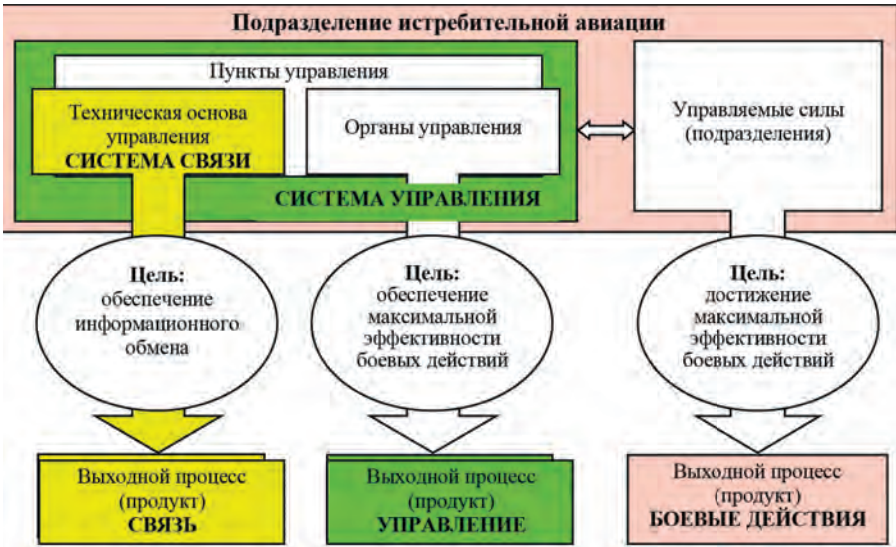 Подразделение истребительной авиации
Пункты управления
Техническая основа
управления
СИСТЕМА СВЯЗИ
Органы управления
Управляемые силы
(подразделения)
СИСТЕМА УПРАВЛЕНИЯ
Цель:
обеспечение
информационного
обмена
Цель:
обеспечение
максимальной
эффективности
боевых действий
Цель:
достижение
максимальной
эффективности
боевых действий
Выходной процесс
(продукт)
СВЯЗЬ
Выходной процесс
(продукт)
УПРАВЛЕНИЕ
Выходной процесс
(продукт)
БОЕВЫЕ ДЕЙСТВИЯ